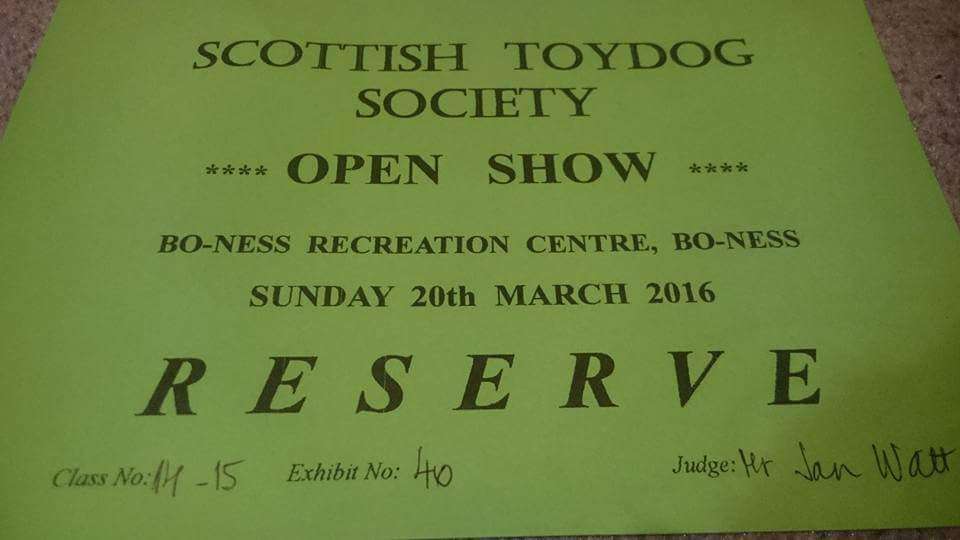 SCOTTISH TOYDOG
SOCIETY
**** OPEN SHOW ****
BO-NESS RECREATION CENTRE, BO-NESS
SUNDAY 20th MARCH 2016
RESERVE
Class No: 14-15 Exhibit No: 40 Judge: Mr Ian Watt